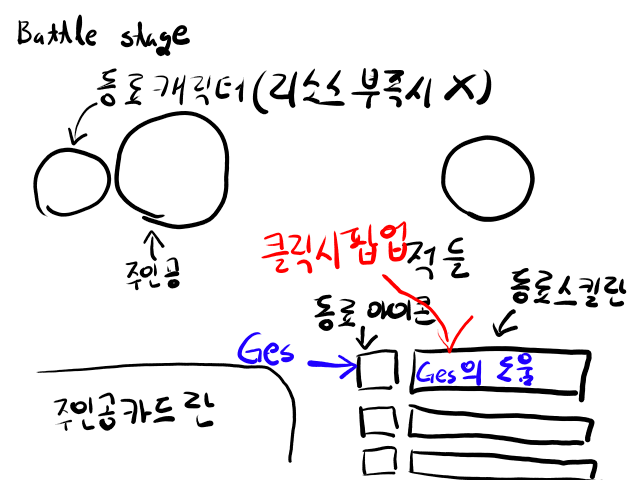 Battle stage
동료캐릭터(리소스 부족시 X)
주인공
클릭시 팝업
적들
동료스킬란
동료 아이콘
Ges
Ges의 도움
주인공카드란